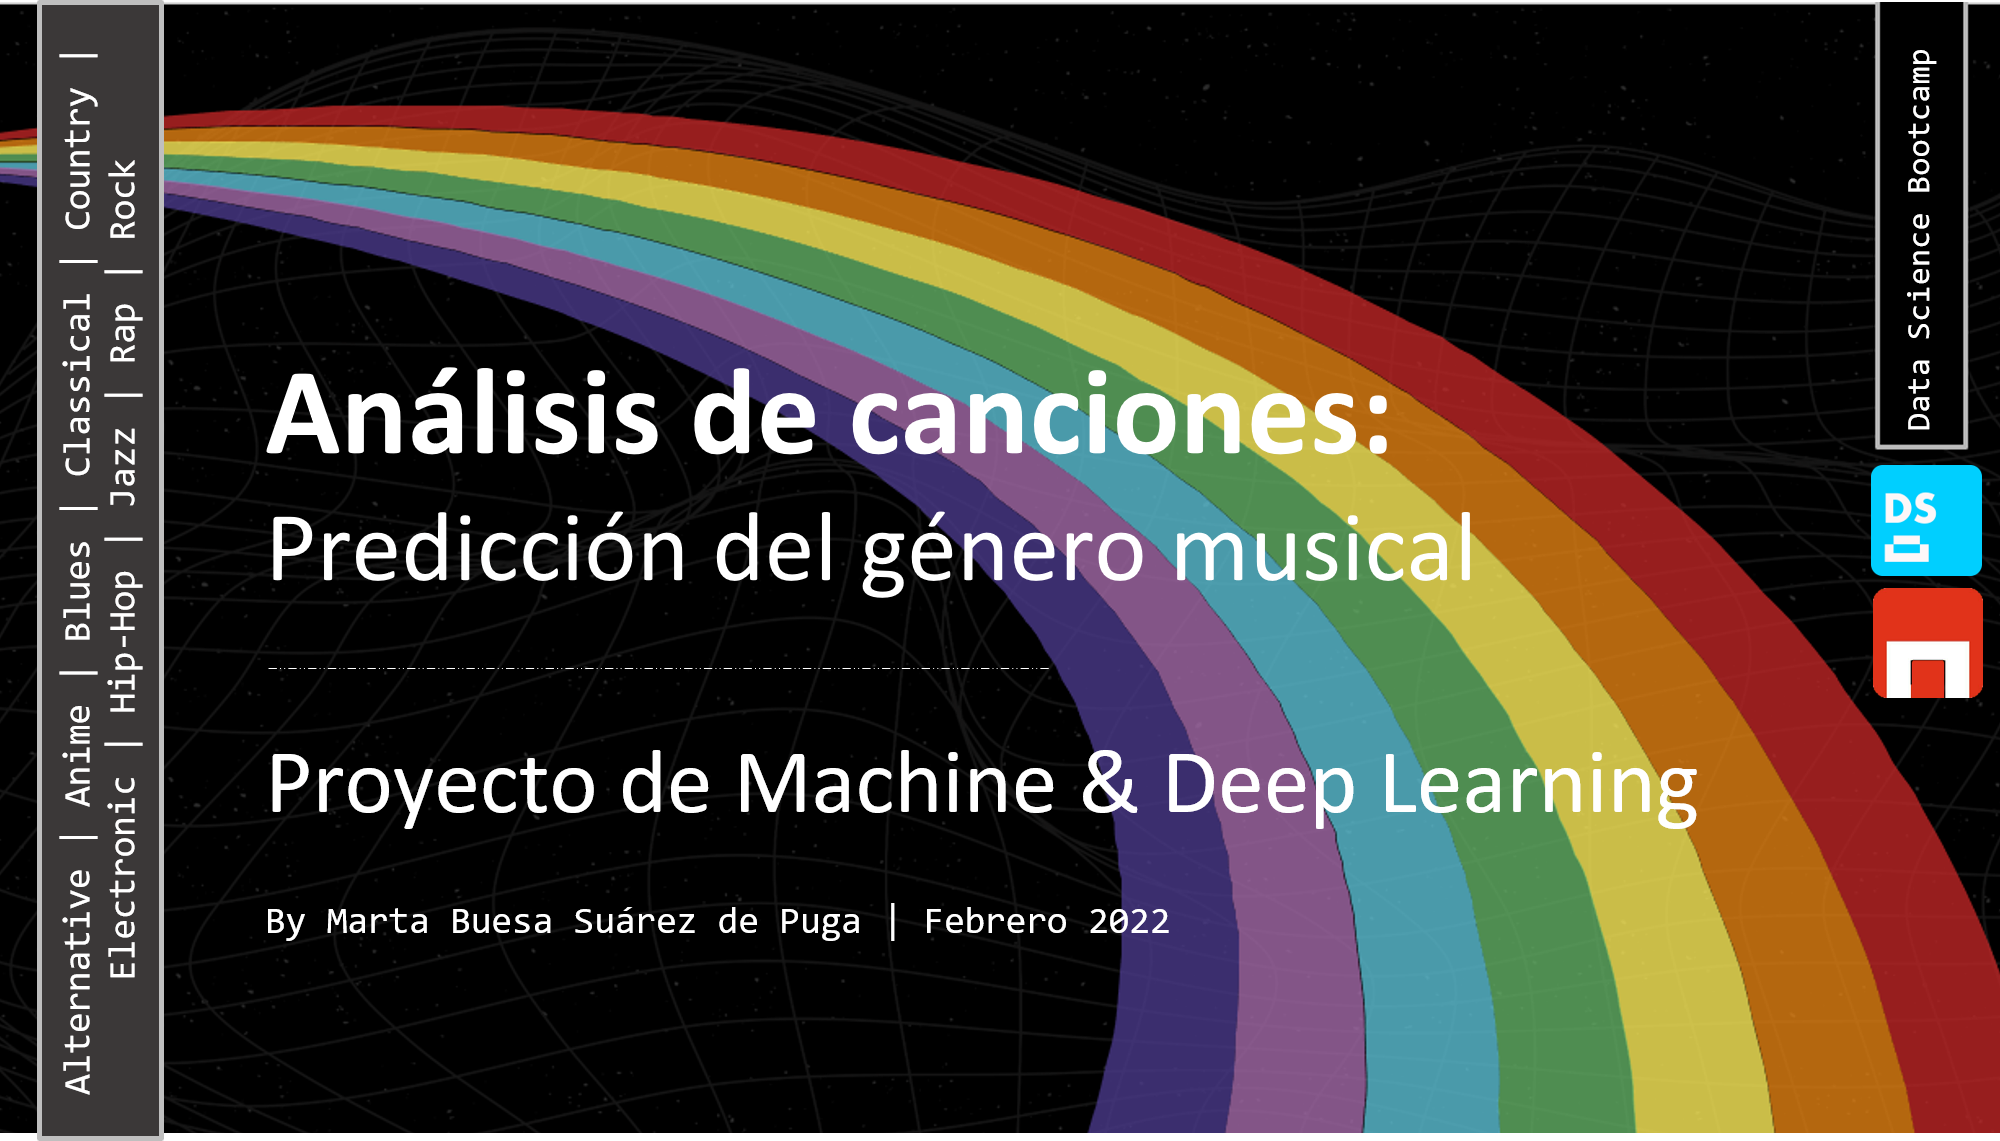 Alternative | Anime | Blues | Classical | Country |
Electronic | Hip-Hop | Jazz | Rap | Rock
Análisis de canciones:
Predicción del género musical
Proyecto de Machine & Deep Learning
By Marta Buesa Suárez de Puga | Febrero 2022
Data Science Bootcamp
DS